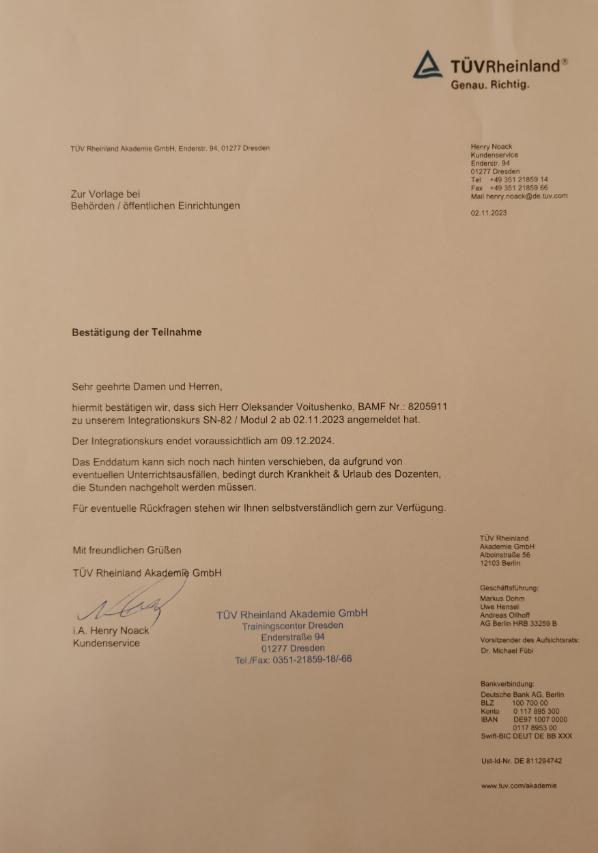 TÜVRheinland®
Genau. Richtig.
TÜV Rheinland Akademie GmbH, Enderstr. 94, 01277 Dresden
Henry Noack
Kundenservice
Enderstr. 94
01277 Dresden
Tel +49 351 21859 14
Fax +49 351 21859 66
Mail henry.noack@de.tuv.com
02.11.2023
Zur Vorlage bei
Behörden / öffentlichen Einrichtungen
Bestätigung der Teilnahme
Sehr geehrte Damen und Herren,
hiermit bestätigen wir, dass sich Herr Oleksander Voitushenko, BAMF Nr.: 8205911
zu unserem Integrationskurs SN-82 / Modul 2 ab 02.11.2023 angemeldet hat.
Der Integrationskurs endet voraussichtlich am 09.12.2024.
Das Enddatum kann sich noch nach hinten verschieben, da aufgrund von
eventuellen Unterrichtsausfällen, bedingt durch Krankheit & Urlaub des Dozenten,
die Stunden nachgeholt werden müssen.
Für eventuelle Rückfragen stehen wir Ihnen selbstverständlich gern zur Verfügung.
Mit freundlichen Grüßen
TÜV Rheinland Akademie GmbH
i.A. Henry Noack
Kundenservice
TÜV Rheinland Akademie GmbH
Trainingscenter Dresden
Enderstraße 94
01277 Dresden
Tel./Fax: 0351-21859-18/-66
TÜV Rheinland
Akademie GmbH
Alboinstraße 56
12103 Berlin
Geschäftsführung:
Markus Dohm
Uwe Hensel
Andreas Ollhoff
AG Berlin HRB 33259 B
Vorsitzender des Aufsichtsrats:
Dr. Michael Fübi
Bankverbindung:
Deutsche Bank AG, Berlin
BLZ 100 700 00
Konto 0 117 895 300
IBAN DE97 1007 0000
0117 8953 00
Swift-BIC DEUT DE BB XXX
Ust-Id-Nr. DE 811294742
www.tuv.com/akademie